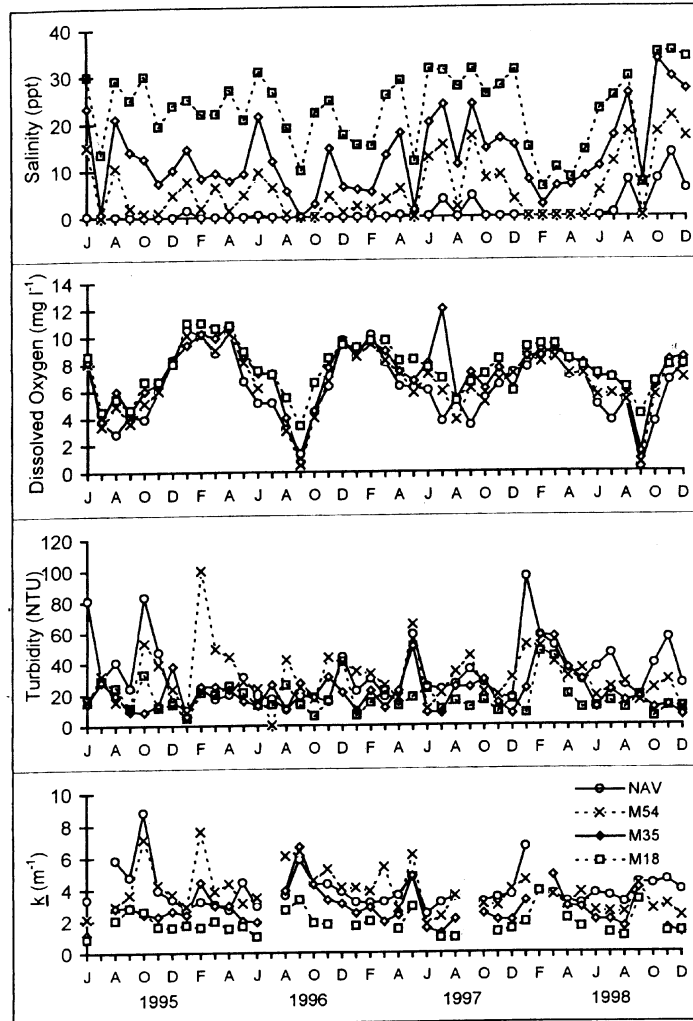 Salinity (ppt)
40
30
20
10
0
J A O D F A J A O D F A J A O D F A J A O D
Dissolved Oxygen (mg l⁻¹)
14
12
10
8
6
4
2
0
J A O D F A J A O D F A J A O D F A J A O D
Turbidity (NTU)
120
100
80
60
40
20
0
J A O D F A J A O D F A J A O D F A J A O D
k (m⁻¹)
10
8
6
4
2
0
NAV
M54
M35
M18
J A O D F A J A O D F A J A O D F A J A O D
1995 1996 1997 1998